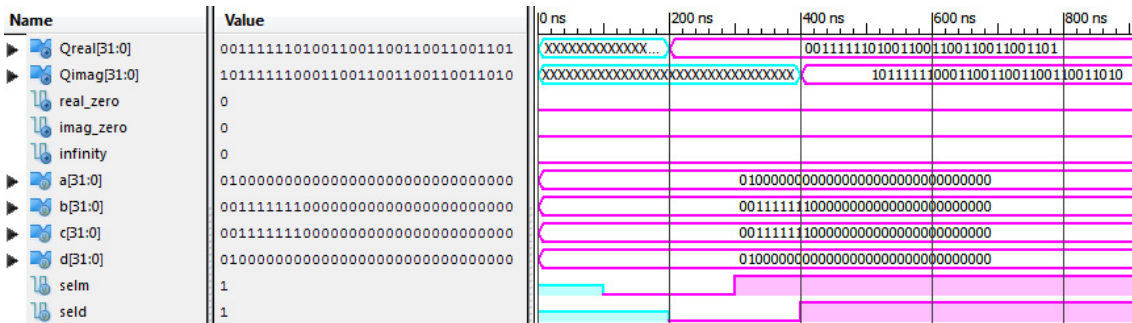 Name Value 0 ns 200 ns 400 ns 600 ns 800 ns
Qreal[31:0] 00111111010011001100110011001101 XXXXXXXXXXXXX... 00111111010011001100110011001101
Qimag[31:0] 10111111000110011001100110011010 XXXXXXXXXXXXXXXXXXXXXXXXXXXXXXXX 10111111000110011001100110011010
real_zero 0
imag_zero 0
infinity 0
a[31:0] 01000000000000000000000000000000 01000000000000000000000000000000
b[31:0] 00111111100000000000000000000000 00111111100000000000000000000000
c[31:0] 00111111100000000000000000000000 00111111100000000000000000000000
d[31:0] 01000000000000000000000000000000 01000000000000000000000000000000
selm 1
seld 1